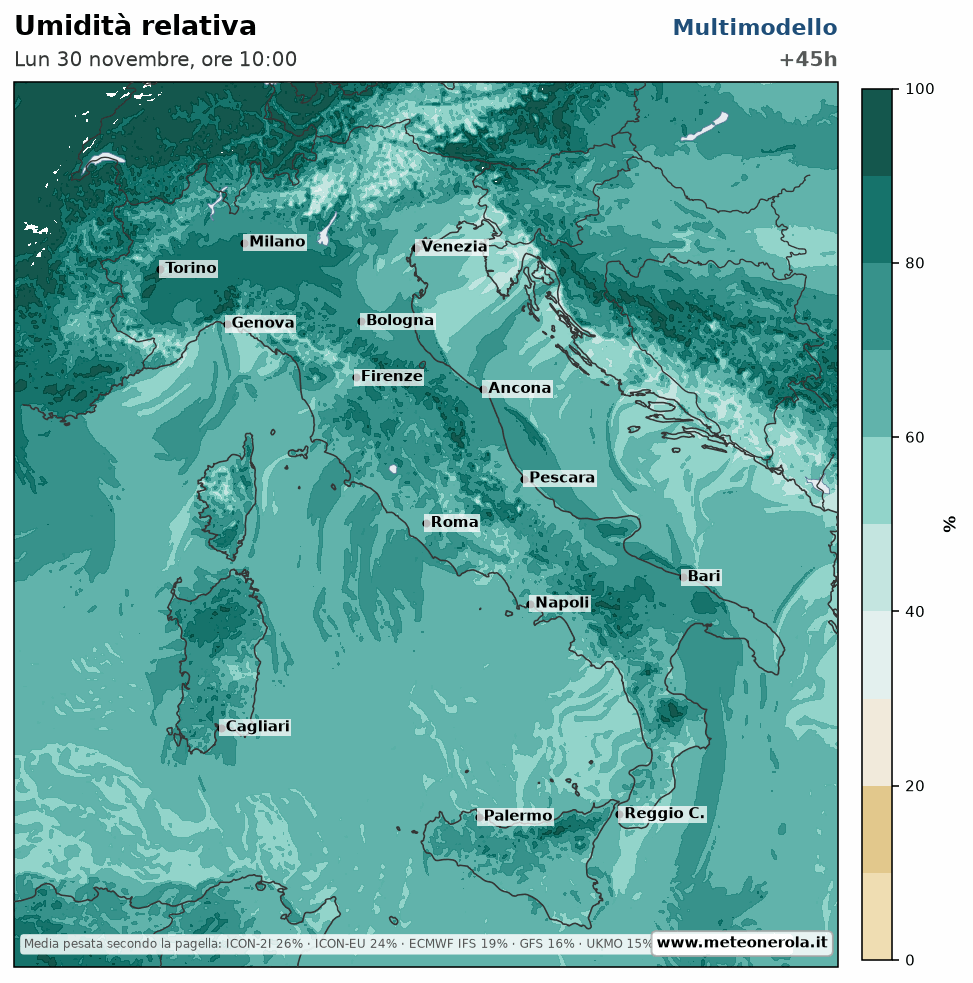 Umidità relativa
Multimodello
Lun 30 novembre, ore 10:00
+45h
100
80
60
40
20
0
%
Milano
Venezia
Torino
Genova
Bologna
Firenze
Ancona
Pescara
Roma
Bari
Napoli
Cagliari
Palermo
Reggio C.
Media pesata secondo la pagella: ICON-2I 26% · ICON-EU 24% · ECMWF IFS 19% · GFS 16% · UKMO 15%
www.meteonerola.it